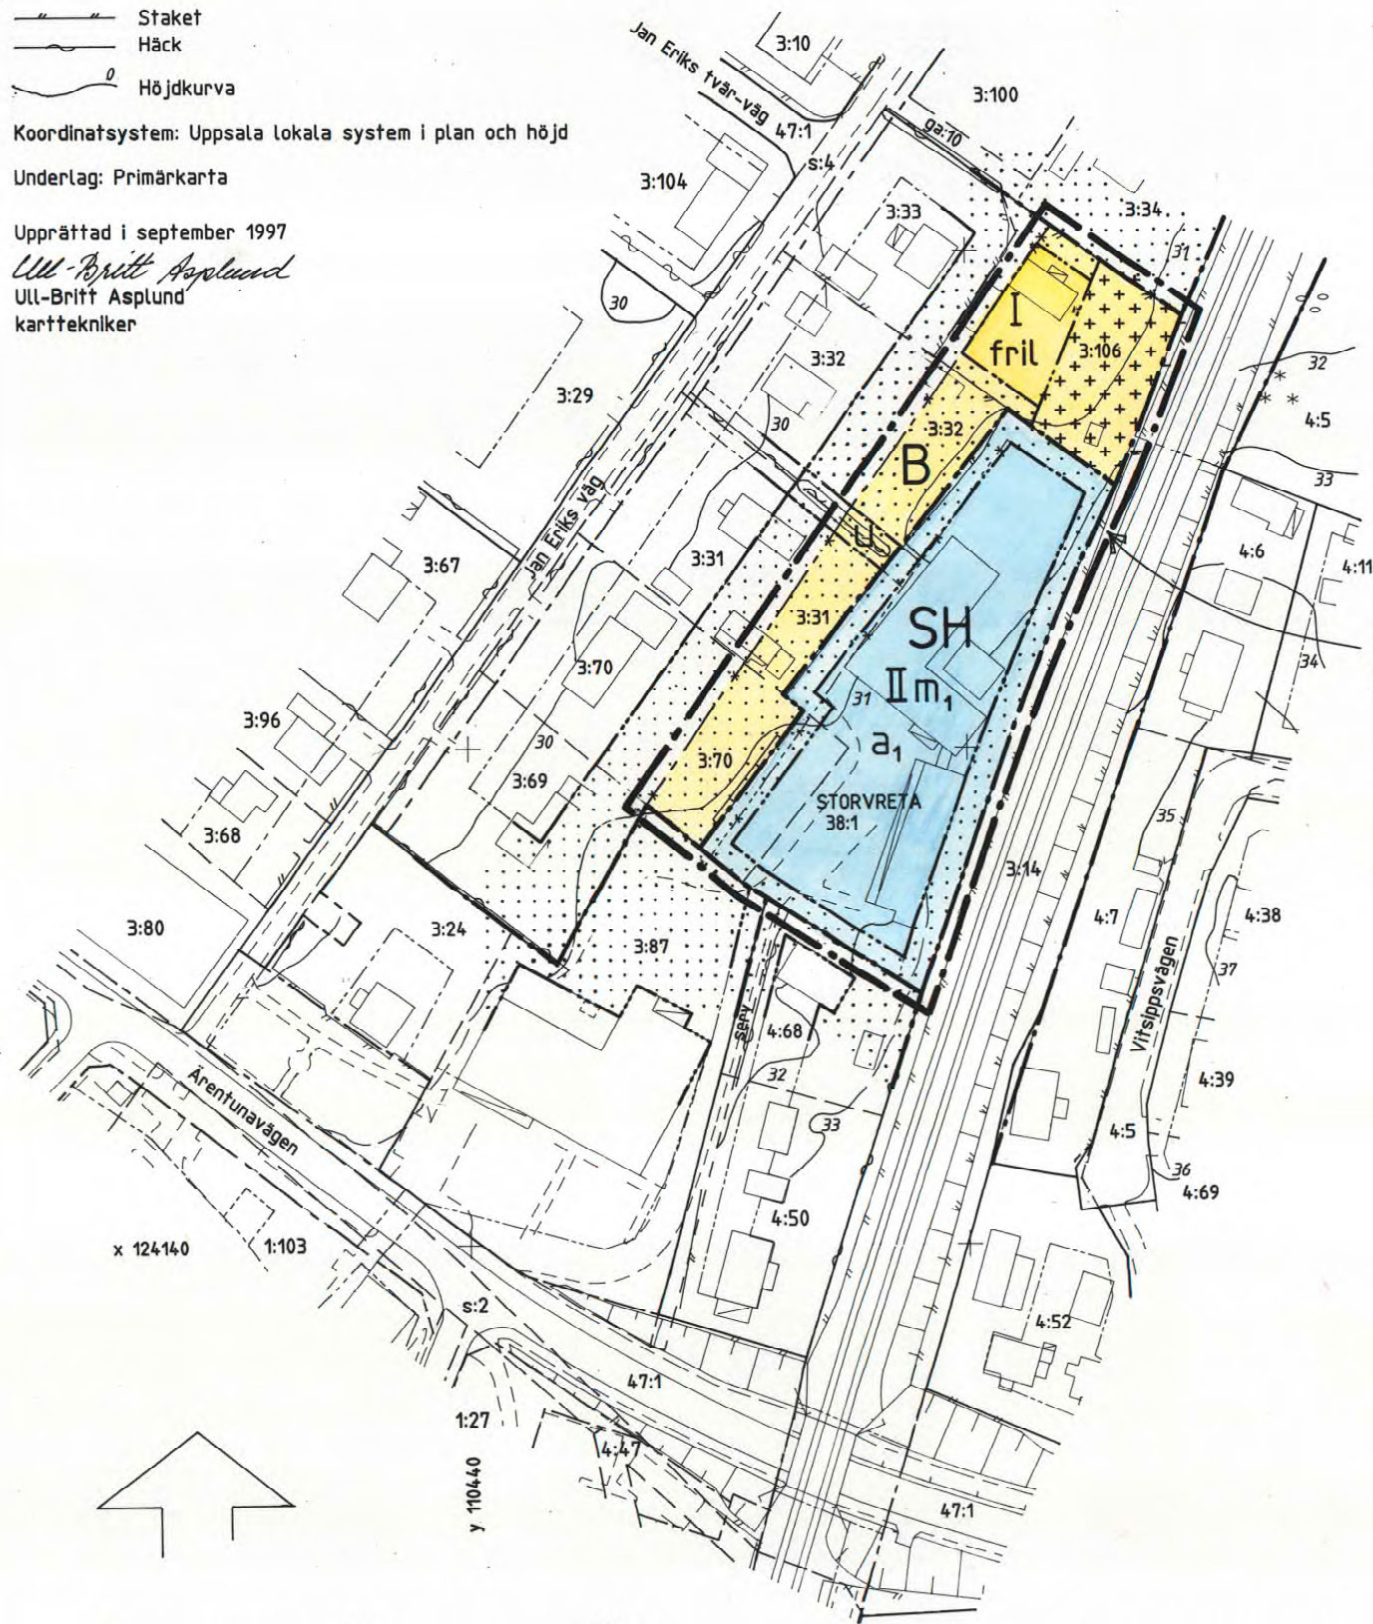 Staket
Häck
0
Höjdkurva
Koordinatsystem: Uppsala lokala system i plan och höjd
Underlag: Primärkarta
Upprättad i september 1997
Ull-Britt Asplund
Ull-Britt Asplund
karttekniker
Jan Eriks tvär-väg
3:10
3:100
47:1
s:4
ga:10
3:104
3:33
3:34
31
30
I
fril
3:106
32
4:5
3:32
3:29
30
3:32
B
33
Jan Eriks väg
u
4:6
4:11
3:67
3:31
3:31
SH
34
3:70
II m1
31
3:96
30
a1
3:69
3:70
STORVRETA
38:1
35
3:68
3:14
4:7
4:38
3:80
3:24
3:87
37
Vitsippsvägen
serv
4:68
32
4:39
Ärentunavägen
33
4:5
36
4:69
4:50
x 124140
1:103
s:2
4:52
47:1
1:27
4:47
y 110440
47:1